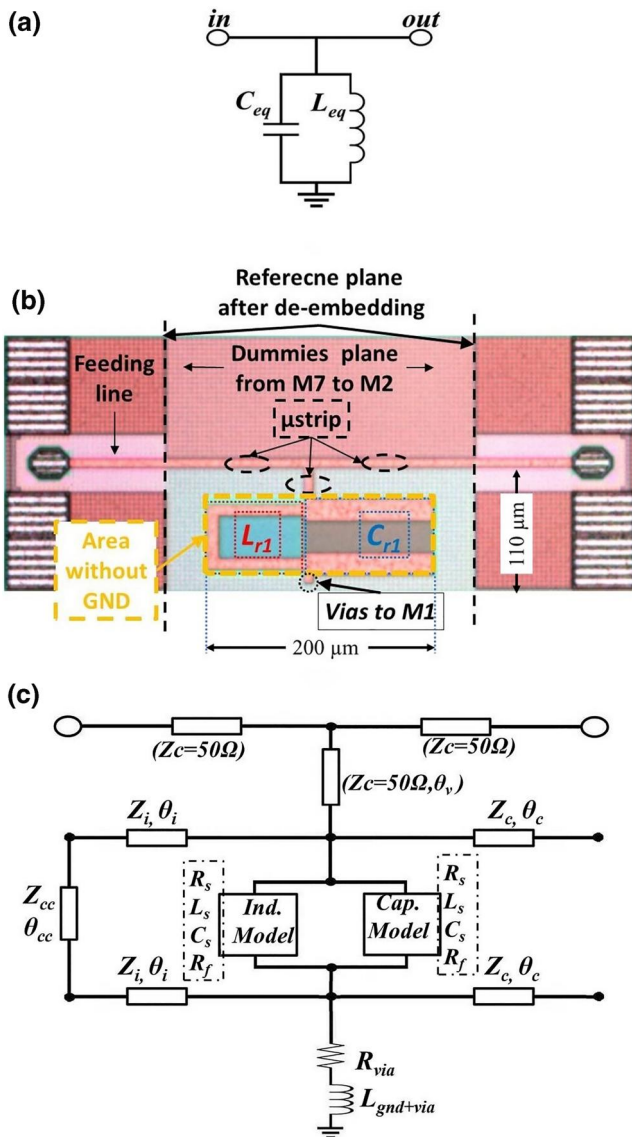 (a)
in out
C_eq L_eq
(b)
Referecne plane
after de-embedding
Feeding
line
Dummies plane
from M7 to M2
µstrip
L_r1
C_r1
Area
without
GND
110 µm
Vias to M1
200 µm
(c)
(Zc=50Ω)
(Zc=50Ω)
(Zc=50Ω,θ_v)
Z_i, θ_i
Z_c, θ_c
Z_cc
θ_cc
R_s
L_s
C_s
R_f
Ind.
Model
Cap.
Model
R_s
L_s
C_s
R_f
Z_i, θ_i
Z_c, θ_c
R_via
L_gnd+via